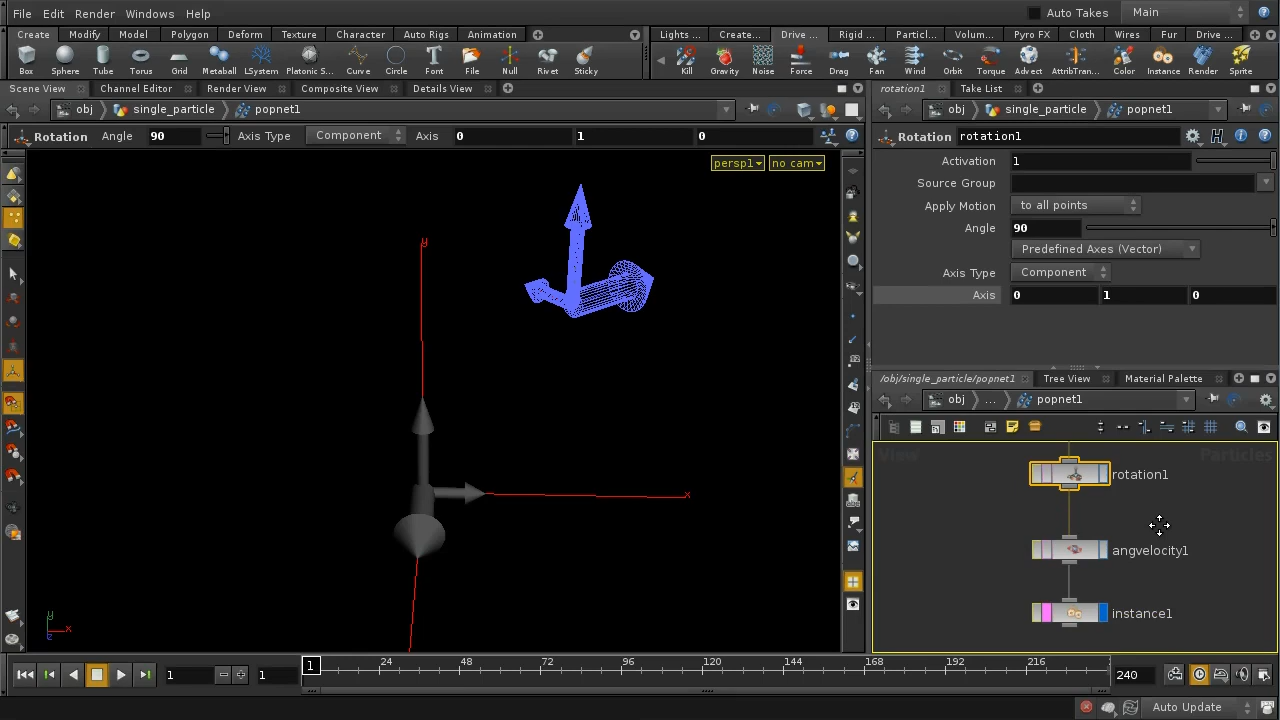 File Edit Render Windows Help Auto Takes Main
Create Modify Model Polygon Deform Texture Character Auto Rigs Animation Lights ... Create... Drive ... Rigid ... Particl... Volum... Pyro FX Cloth Wires Fur Drive ...
Box Sphere Tube Torus Grid Metaball LSystem Platonic S... Curve Circle Font File Null Rivet Sticky Kill Gravity Noise Force Drag Fan Wind Orbit Torque Advect AttribTran... Color Instance Render Sprite
Scene View Channel Editor Render View Composite View Details View rotation1 Take List
obj single_particle popnet1 obj single_particle popnet1
Rotation Angle 90 Axis Type Component Axis 0 1 0 Rotation rotation1
persp1 no cam
Activation 1
Source Group
Apply Motion to all points
Angle 90
Predefined Axes (Vector)
Axis Type Component
Axis 0 1 0
y
x
/obj/single_particle/popnet1 Tree View Material Palette
obj ... popnet1
View Particles
rotation1
angvelocity1
instance1
y
x
z
1 1 1 24 48 72 96 120 144 168 192 216 240
Auto Update